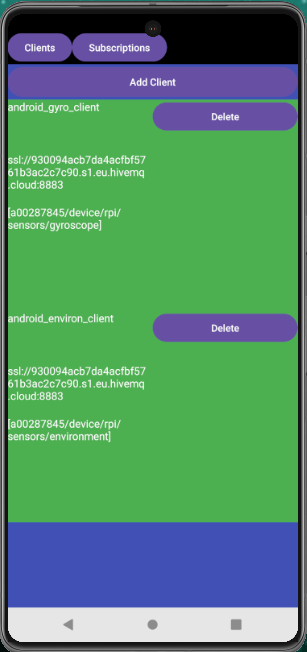 Clients Subscriptions
Add Client
android_gyro_client
Delete
ssl://930094acb7da4acfbf57
61b3ac2c7c90.s1.eu.hivemq
.cloud:8883
[a00287845/device/rpi/
sensors/gyroscope]
android_environ_client
Delete
ssl://930094acb7da4acfbf57
61b3ac2c7c90.s1.eu.hivemq
.cloud:8883
[a00287845/device/rpi/
sensors/environment]